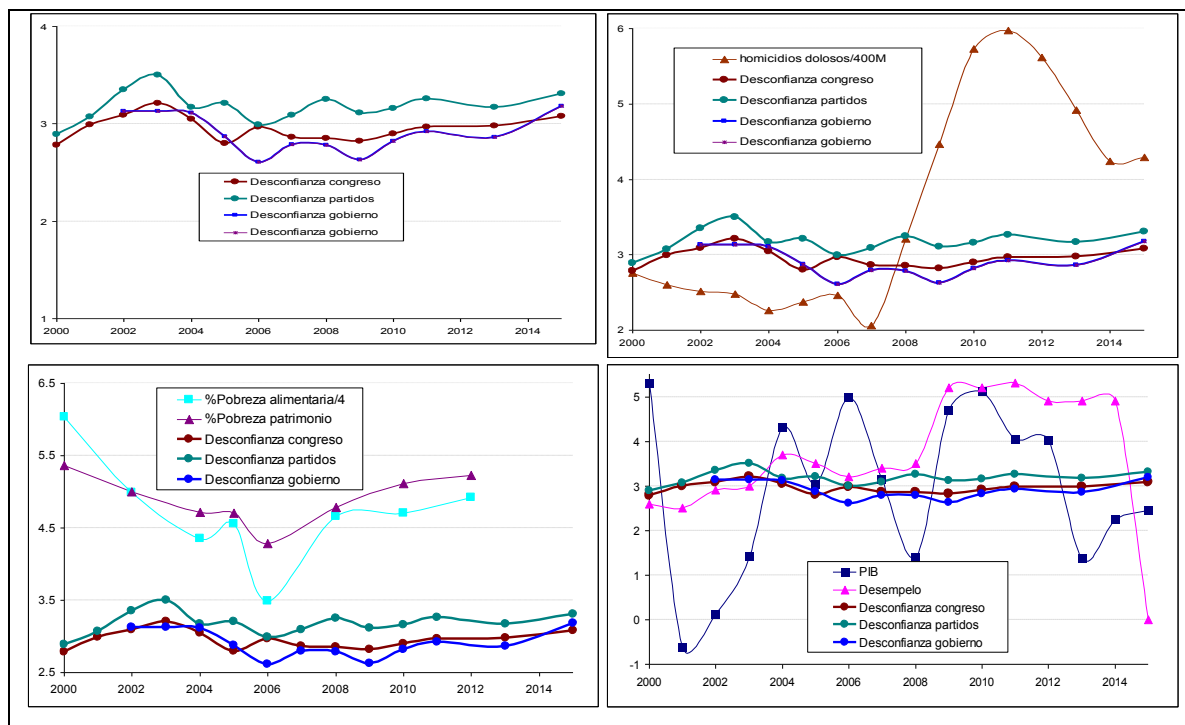 4
3
2
1
2000 2002 2004 2006 2008 2010 2012 2014
Desconfianza congreso
Desconfianza partidos
Desconfianza gobierno
Desconfianza gobierno
6
5
4
3
2
2000 2002 2004 2006 2008 2010 2012 2014
homicidios dolosos/400M
Desconfianza congreso
Desconfianza partidos
Desconfianza gobierno
Desconfianza gobierno
6.5
5.5
4.5
3.5
2.5
2000 2002 2004 2006 2008 2010 2012 2014
%Pobreza alimentaria/4
%Pobreza patrimonio
Desconfianza congreso
Desconfianza partidos
Desconfianza gobierno
5
4
3
2
1
0
-1
2000 2002 2004 2006 2008 2010 2012 2014
PIB
Desempelo
Desconfianza congreso
Desconfianza partidos
Desconfianza gobierno